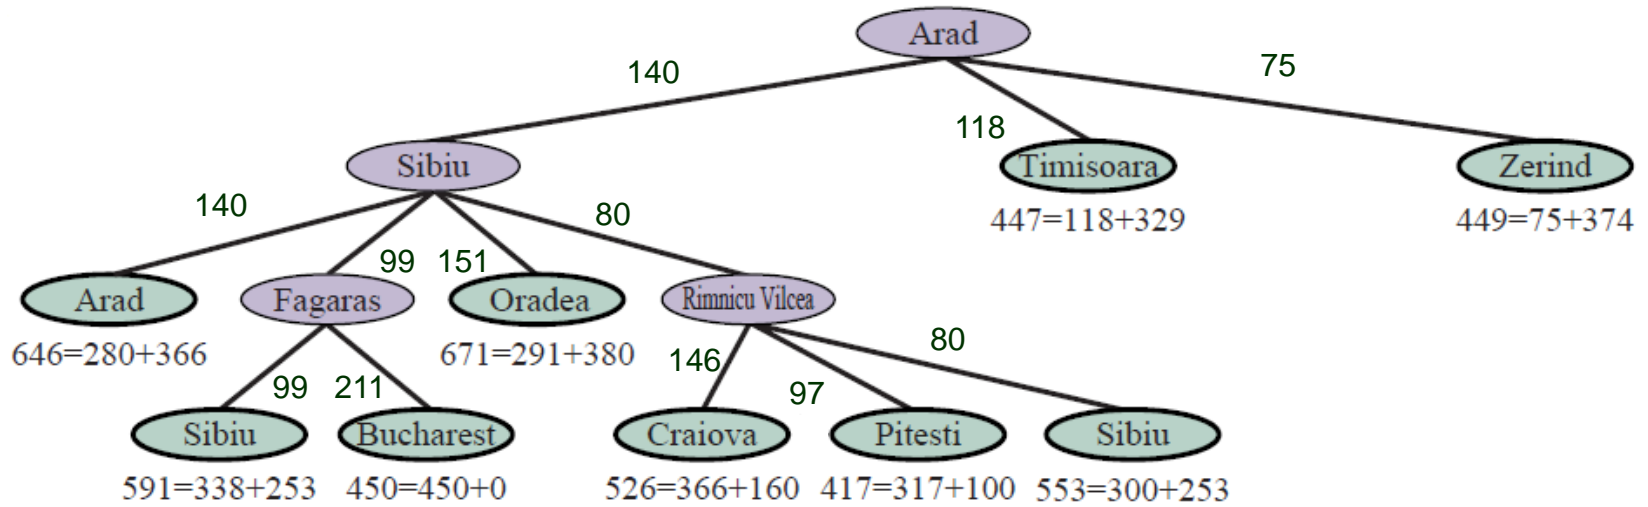 Arad
140
75
118
Sibiu
Timisoara
Zerind
447=118+329
449=75+374
140
80
99
151
Arad
Fagaras
Oradea
Rimnicu Vilcea
646=280+366
671=291+380
146
80
99
211
97
Sibiu
Bucharest
Craiova
Pitesti
Sibiu
591=338+253
450=450+0
526=366+160
417=317+100
553=300+253